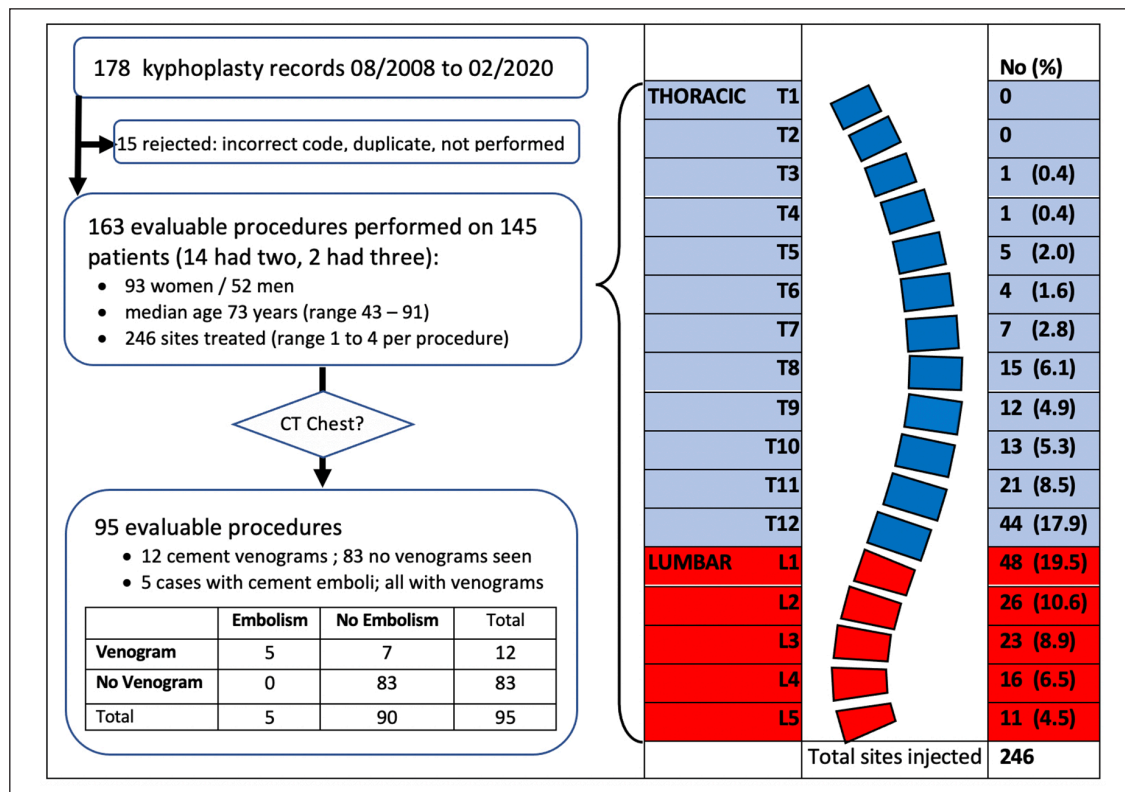 178 kyphoplasty records 08/2008 to 02/2020
15 rejected: incorrect code, duplicate, not performed
163 evaluable procedures performed on 145
patients (14 had two, 2 had three):
• 93 women / 52 men
• median age 73 years (range 43 – 91)
• 246 sites treated (range 1 to 4 per procedure)
CT Chest?
95 evaluable procedures
• 12 cement venograms ; 83 no venograms seen
• 5 cases with cement emboli; all with venograms
Embolism No Embolism Total
Venogram 5 7 12
No Venogram 0 83 83
Total 5 90 95
No (%)
THORACIC T1 0
T2 0
T3 1 (0.4)
T4 1 (0.4)
T5 5 (2.0)
T6 4 (1.6)
T7 7 (2.8)
T8 15 (6.1)
T9 12 (4.9)
T10 13 (5.3)
T11 21 (8.5)
T12 44 (17.9)
LUMBAR L1 48 (19.5)
L2 26 (10.6)
L3 23 (8.9)
L4 16 (6.5)
L5 11 (4.5)
Total sites injected 246